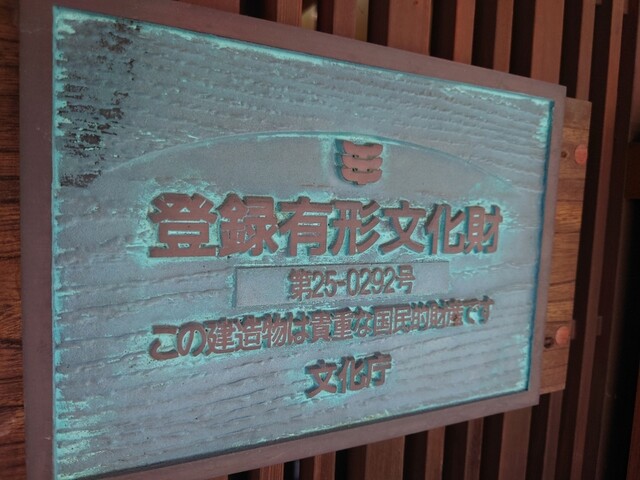 登録有形文化財
第25-0292号
この建造物は貴重な国民的財産です
文化庁